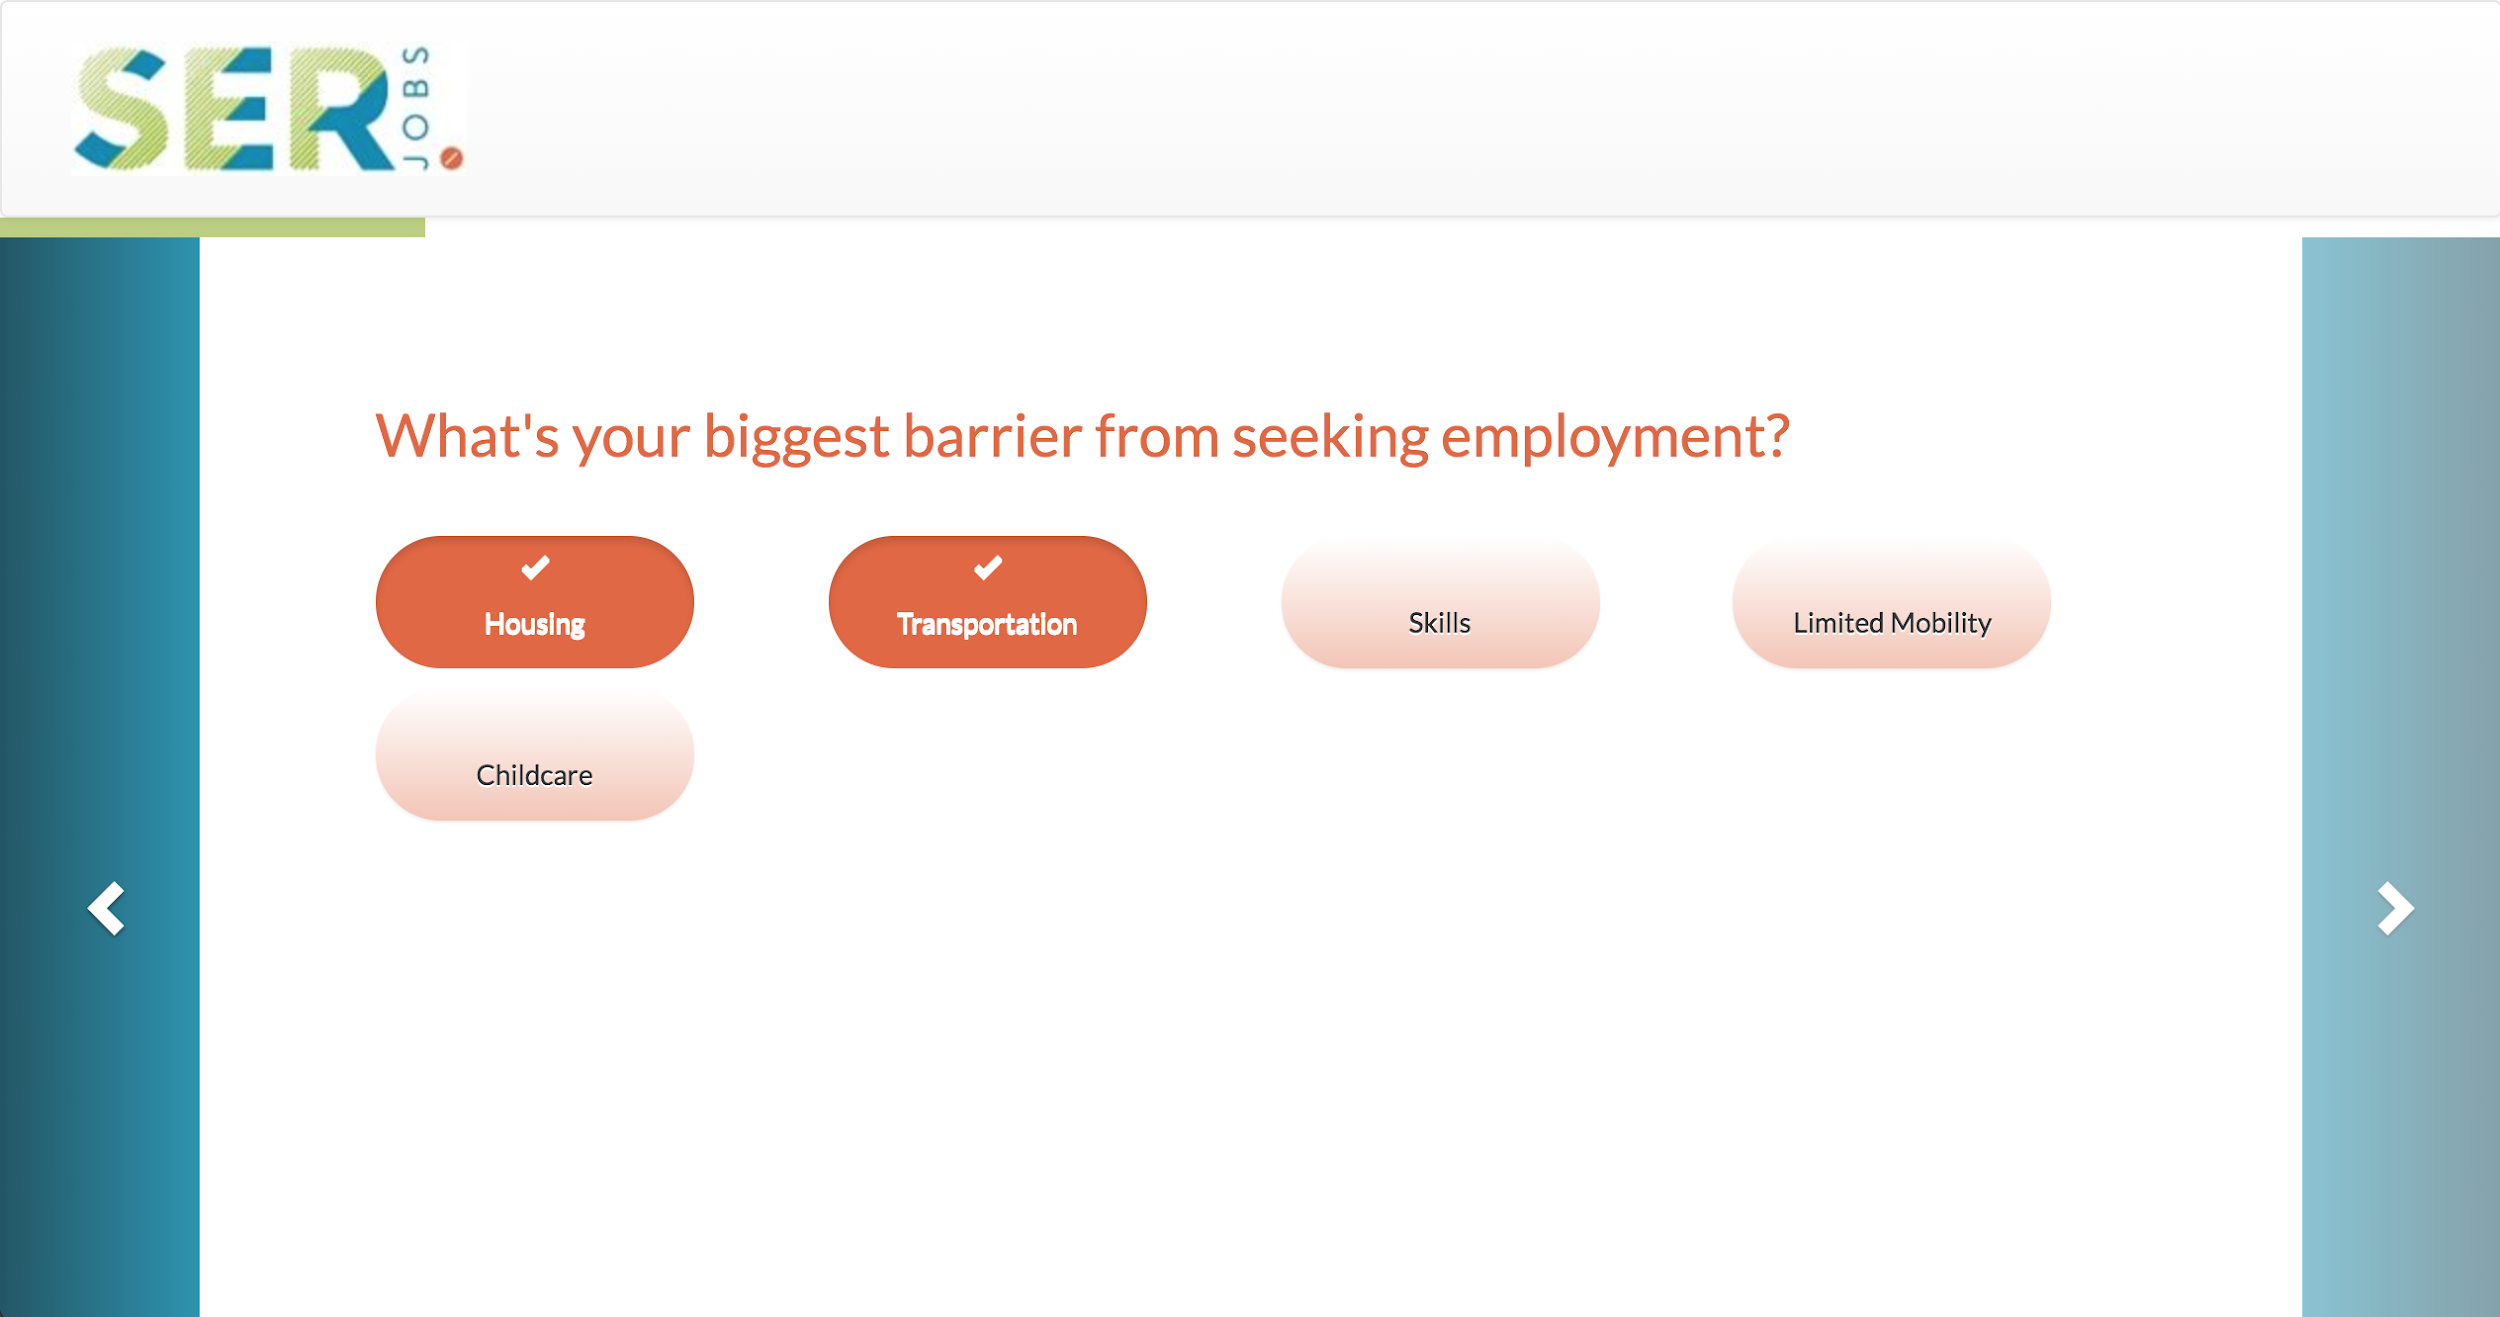 SER
JOBS
What's your biggest barrier from seeking employment?
Housing
Transportation
Skills
Limited Mobility
Childcare